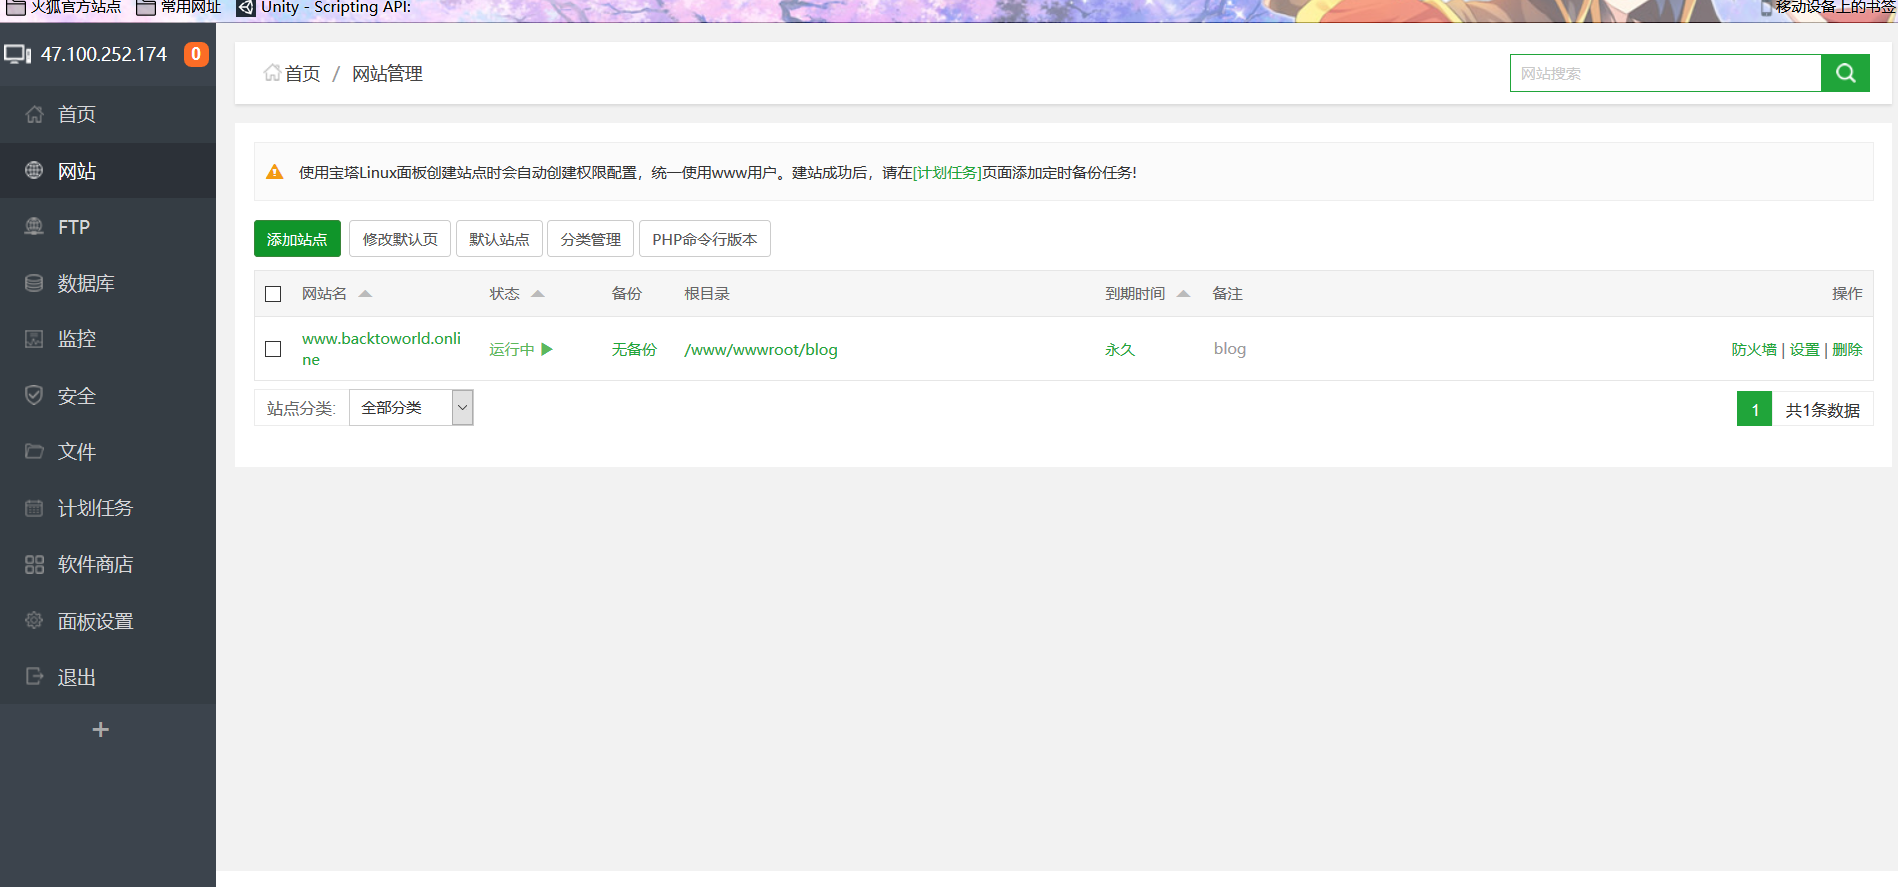 火狐官方站点 常用网址 Unity - Scripting API: 移动设备上的书签
47.100.252.174 0
首页
网站
FTP
数据库
监控
安全
文件
计划任务
软件商店
面板设置
退出
+
首页 / 网站管理
网站搜索
使用宝塔Linux面板创建站点时会自动创建权限配置，统一使用www用户。建站成功后，请在[计划任务]页面添加定时备份任务!
添加站点 修改默认页 默认站点 分类管理 PHP命令行版本
网站名 状态 备份 根目录 到期时间 备注 操作
www.backtoworld.onli
ne
运行中 无备份 /www/wwwroot/blog 永久 blog 防火墙 | 设置 | 删除
站点分类: 全部分类
1 共1条数据